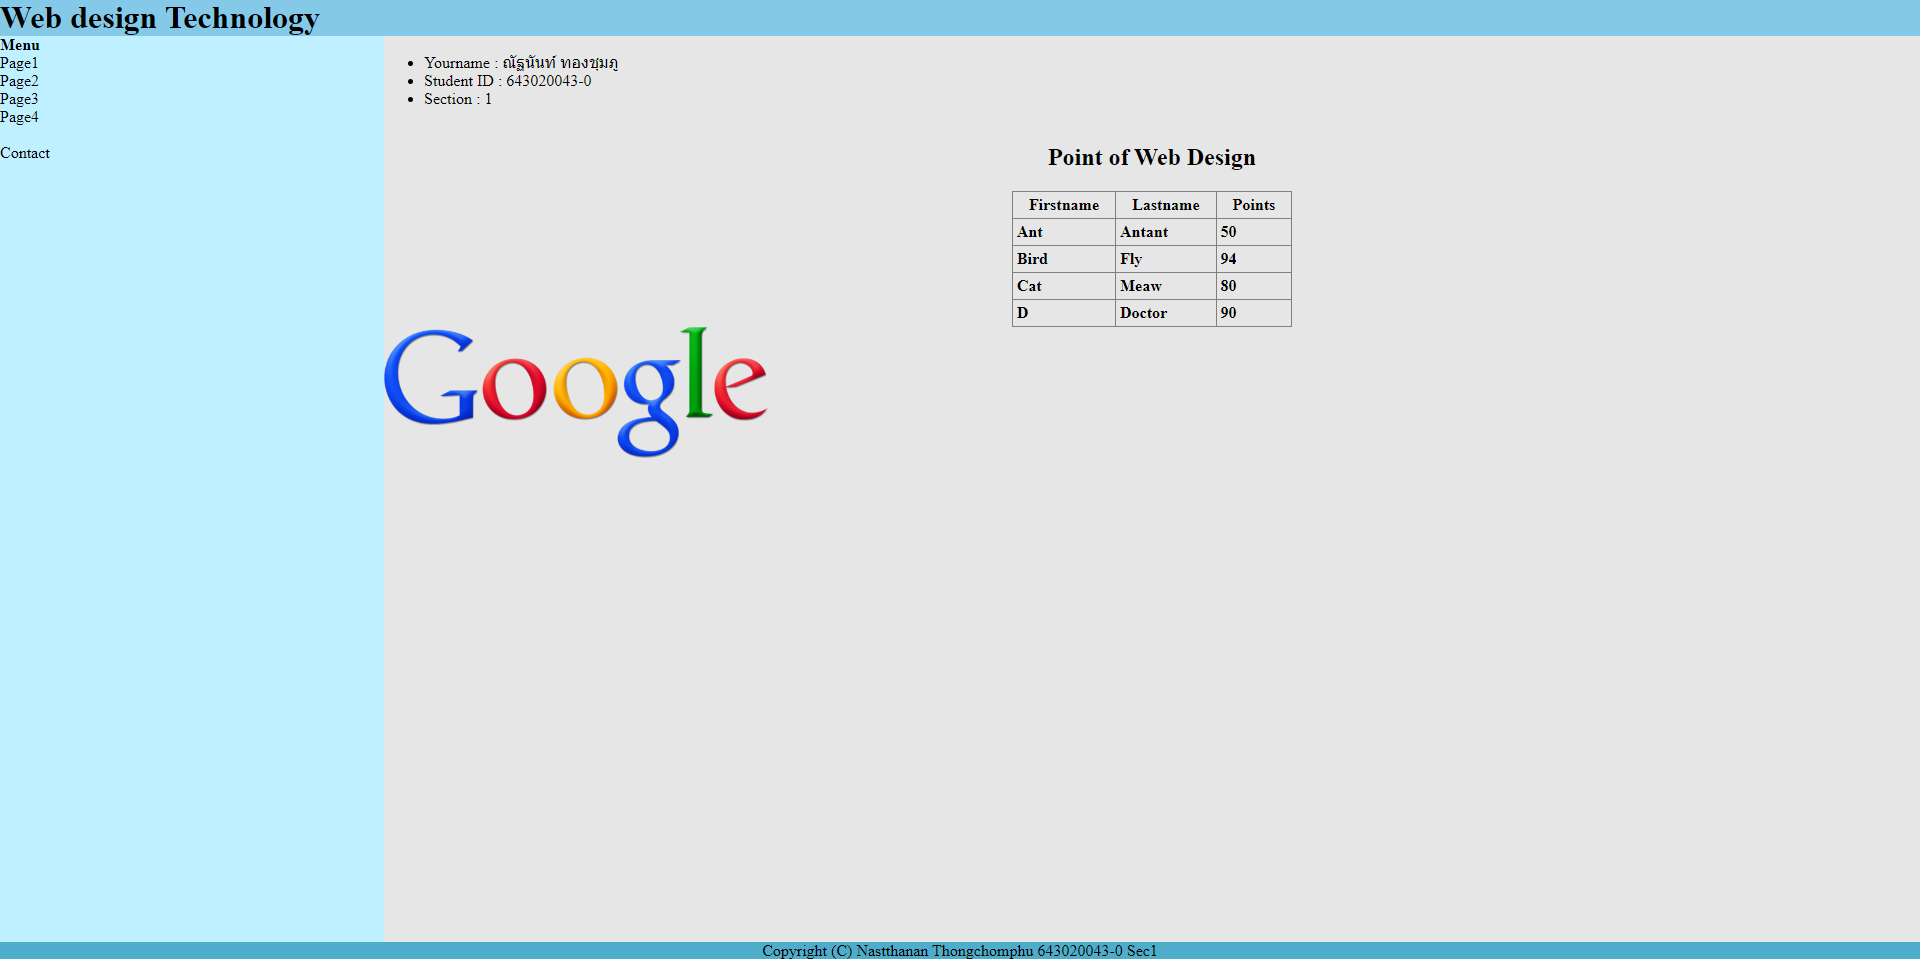 Web design Technology
Menu
Page1
Page2
Page3
Page4
Contact
Yourname : ณัฐนันท์ ทองชุมภู
Student ID : 643020043-0
Section : 1
Point of Web Design
Firstname Lastname Points
Ant Antant 50
Bird Fly 94
Cat Meaw 80
D Doctor 90
Google
Copyright (C) Nastthanan Thongchomphu 643020043-0 Sec1